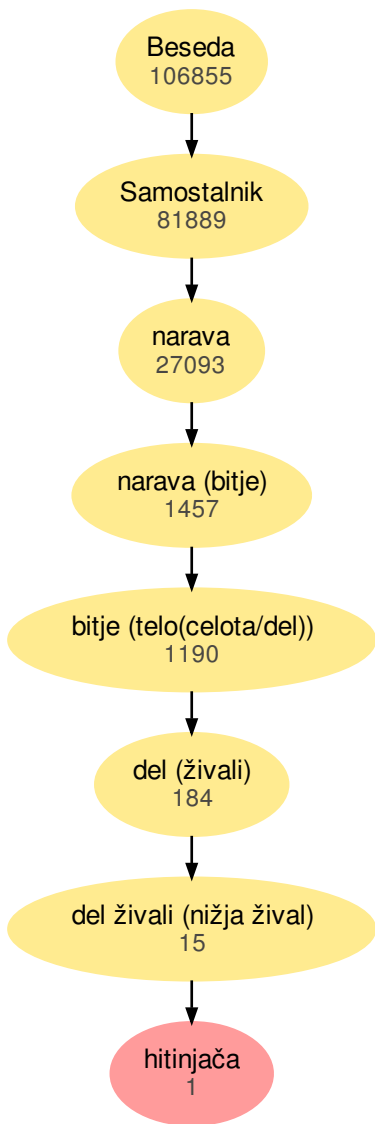 Beseda
106855
Samostalnik
81889
narava
27093
narava (bitje)
1457
bitje (telo(celota/del))
1190
del (živali)
184
del živali (nižja žival)
15
hitinjača
1